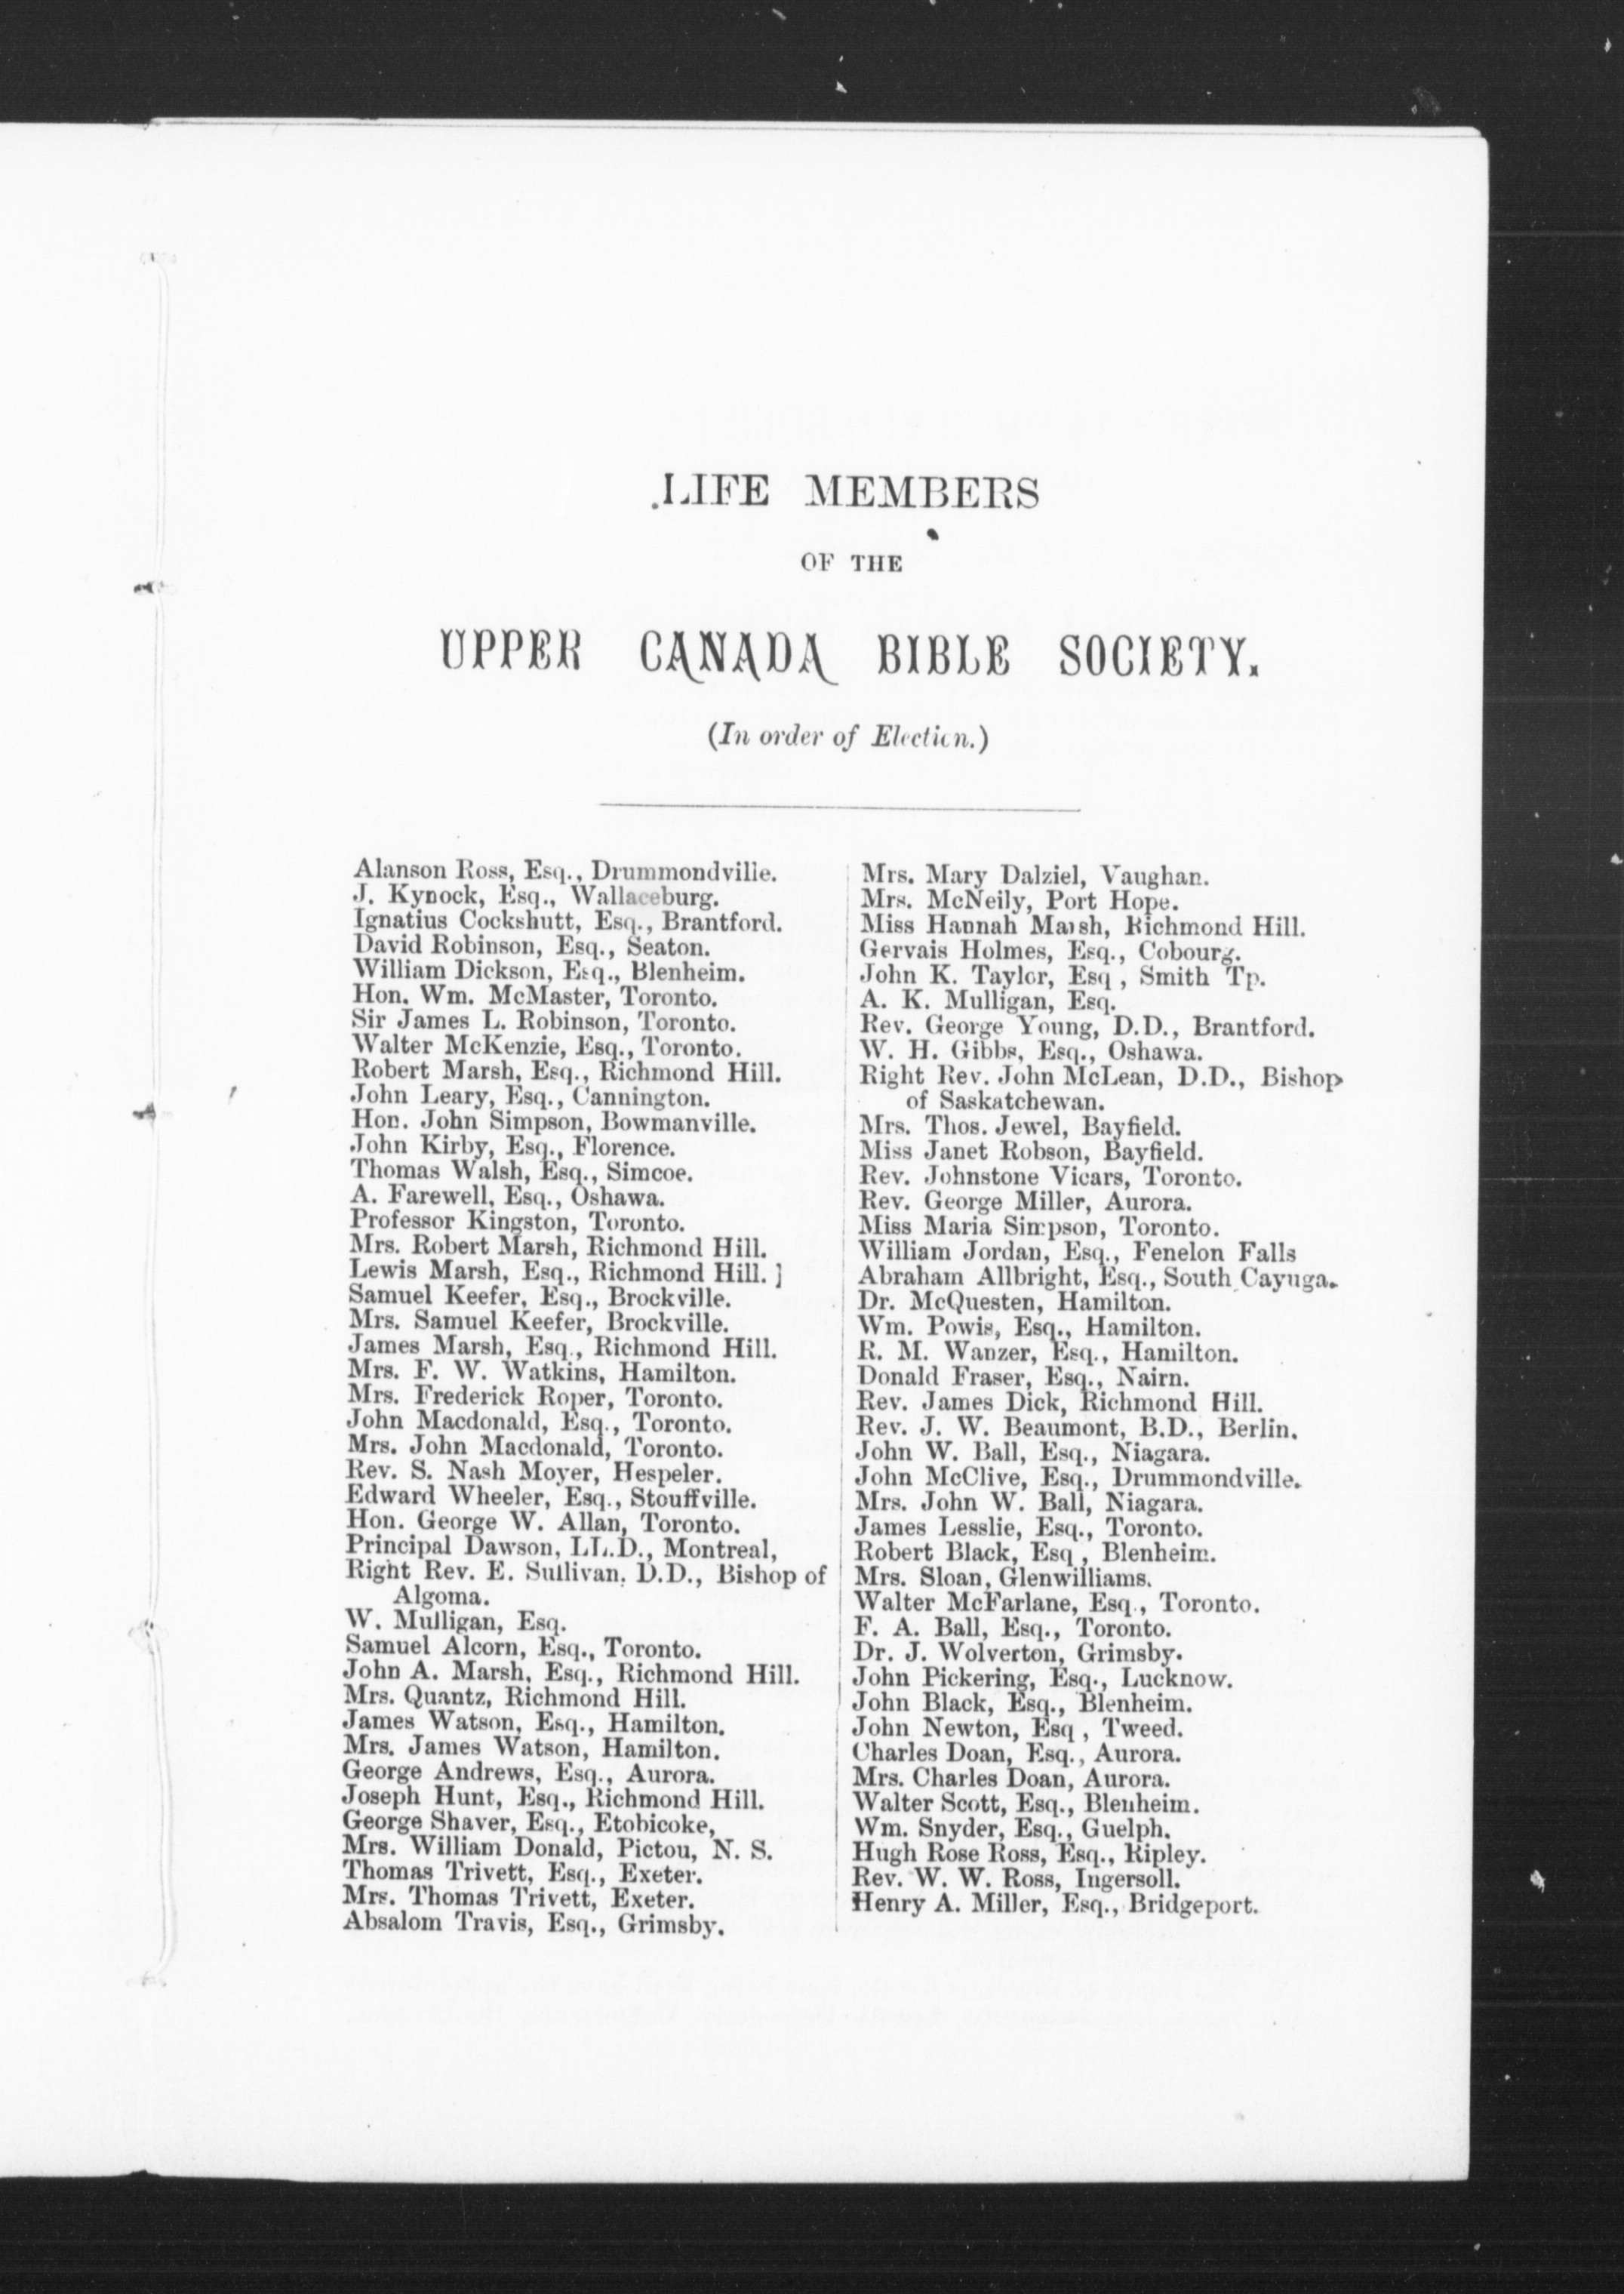 LIFE MEMBERS
OF THE
UPPER CANADA BIBLE SOCIETY.
(In order of Election.)
Alanson Ross, Esq., Drummondville.
J. Kynock, Esq., Wallaceburg.
Ignatius Cockshutt, Esq., Brantford.
David Robinson, Esq., Seaton.
William Dickson, Esq., Blenheim.
Hon. Wm. McMaster, Toronto.
Sir James L. Robinson, Toronto.
Walter McKenzie, Esq., Toronto.
Robert Marsh, Esq., Richmond Hill.
John Leary, Esq., Cannington.
Hon. John Simpson, Bowmanville.
John Kirby, Esq., Florence.
Thomas Walsh, Esq., Simcoe.
A. Farewell, Esq., Oshawa.
Professor Kingston, Toronto.
Mrs. Robert Marsh, Richmond Hill.
Lewis Marsh, Esq., Richmond Hill. ]
Samuel Keefer, Esq., Brockville.
Mrs. Samuel Keefer, Brockville.
James Marsh, Esq., Richmond Hill.
Mrs. F. W. Watkins, Hamilton.
Mrs. Frederick Roper, Toronto.
John Macdonald, Esq., Toronto.
Mrs. John Macdonald, Toronto.
Rev. S. Nash Moyer, Hespeler.
Edward Wheeler, Esq., Stouffville.
Hon. George W. Allan, Toronto.
Principal Dawson, LL.D., Montreal,
Right Rev. E. Sullivan. D.D., Bishop of
Algoma.
W. Mulligan, Esq.
Samuel Alcorn, Esq., Toronto.
John A. Marsh, Esq., Richmond Hill.
Mrs. Quantz, Richmond Hill.
James Watson, Esq., Hamilton.
Mrs. James Watson, Hamilton.
George Andrews, Esq., Aurora.
Joseph Hunt, Esq., Richmond Hill.
George Shaver, Esq., Etobicoke,
Mrs. William Donald, Pictou, N. S.
Thomas Trivett, Esq., Exeter.
Mrs. Thomas Trivett, Exeter.
Absalom Travis, Esq., Grimsby.
Mrs. Mary Dalziel, Vaughan.
Mrs. McNeily, Port Hope.
Miss Hannah Marsh, Richmond Hill.
Gervais Holmes, Esq., Cobourg.
John K. Taylor, Esq , Smith Tp.
A. K. Mulligan, Esq.
Rev. George Young, D.D., Brantford.
W. H. Gibbs, Esq., Oshawa.
Right Rev. John McLean, D.D., Bishop
of Saskatchewan.
Mrs. Thos. Jewel, Bayfield.
Miss Janet Robson, Bayfield.
Rev. Johnstone Vicars, Toronto.
Rev. George Miller, Aurora.
Miss Maria Simpson, Toronto.
William Jordan, Esq., Fenelon Falls
Abraham Allbright, Esq., South Cayuga.
Dr. McQuesten, Hamilton.
Wm. Powis, Esq., Hamilton.
R. M. Wanzer, Esq., Hamilton.
Donald Fraser, Esq., Nairn.
Rev. James Dick, Richmond Hill.
Rev. J. W. Beaumont, B.D., Berlin.
John W. Ball, Esq., Niagara.
John McClive, Esq., Drummondville.
Mrs. John W. Ball, Niagara.
James Lesslie, Esq., Toronto.
Robert Black, Esq , Blenheim.
Mrs. Sloan, Glenwilliams.
Walter McFarlane, Esq., Toronto.
F. A. Ball, Esq., Toronto.
Dr. J. Wolverton, Grimsby.
John Pickering, Esq., Lucknow.
John Black, Esq., Blenheim.
John Newton, Esq , Tweed.
Charles Doan, Esq., Aurora.
Mrs. Charles Doan, Aurora.
Walter Scott, Esq., Blenheim.
Wm. Snyder, Esq., Guelph.
Hugh Rose Ross, Esq., Ripley.
Rev. W. W. Ross, Ingersoll.
Henry A. Miller, Esq., Bridgeport.